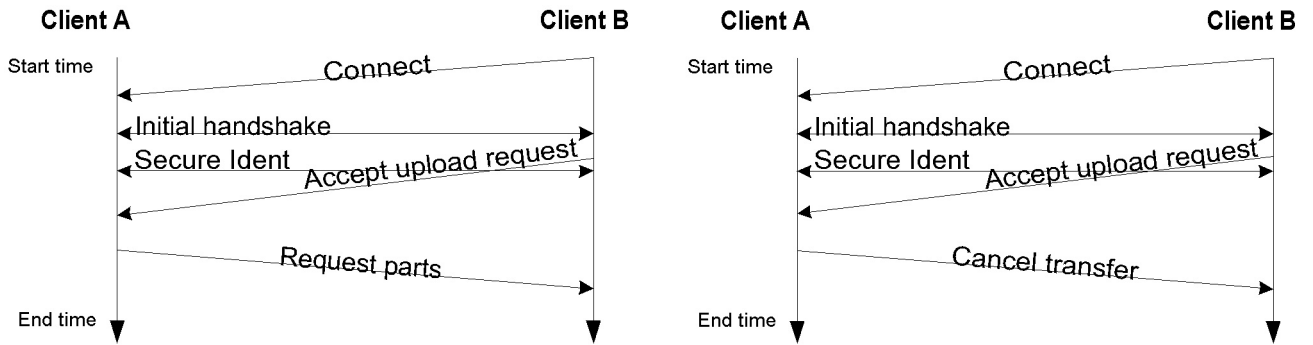 Client A
Client B
Start time
Connect
Initial handshake
Secure Ident
Accept upload request
Request parts
End time
Client A
Client B
Start time
Connect
Initial handshake
Secure Ident
Accept upload request
Cancel transfer
End time